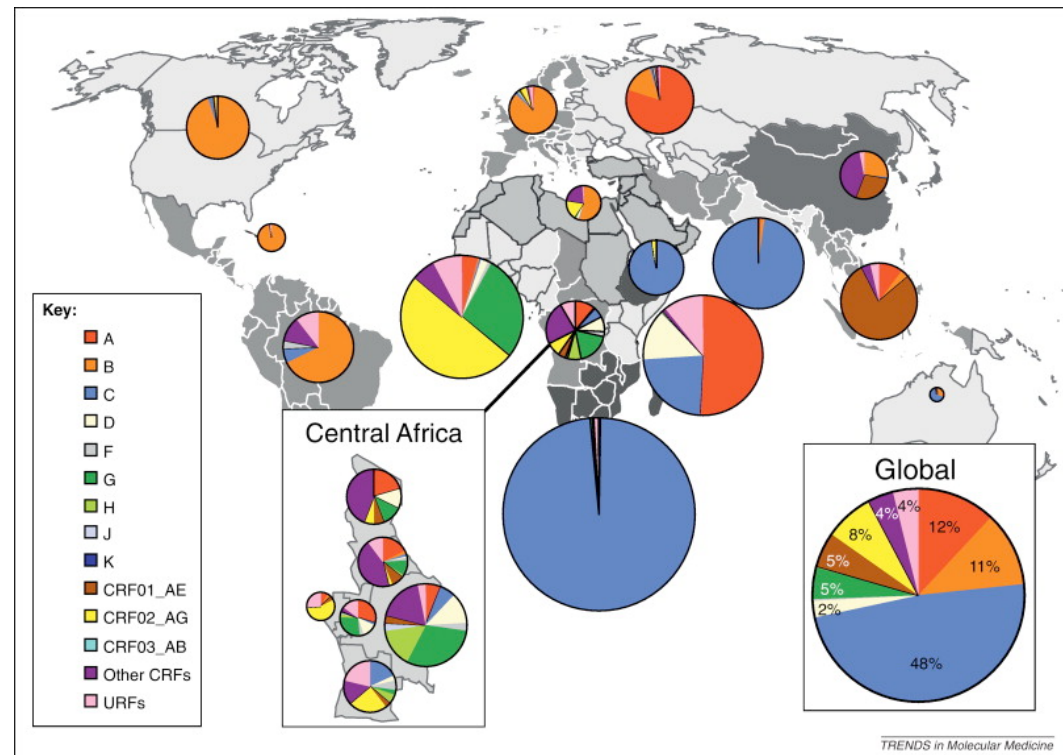 Key:
A
B
C
D
F
G
H
J
K
CRF01_AE
CRF02_AG
CRF03_AB
Other CRFs
URFs
Central Africa
Global
4%
4%
12%
8%
11%
5%
5%
2%
48%
TRENDS in Molecular Medicine